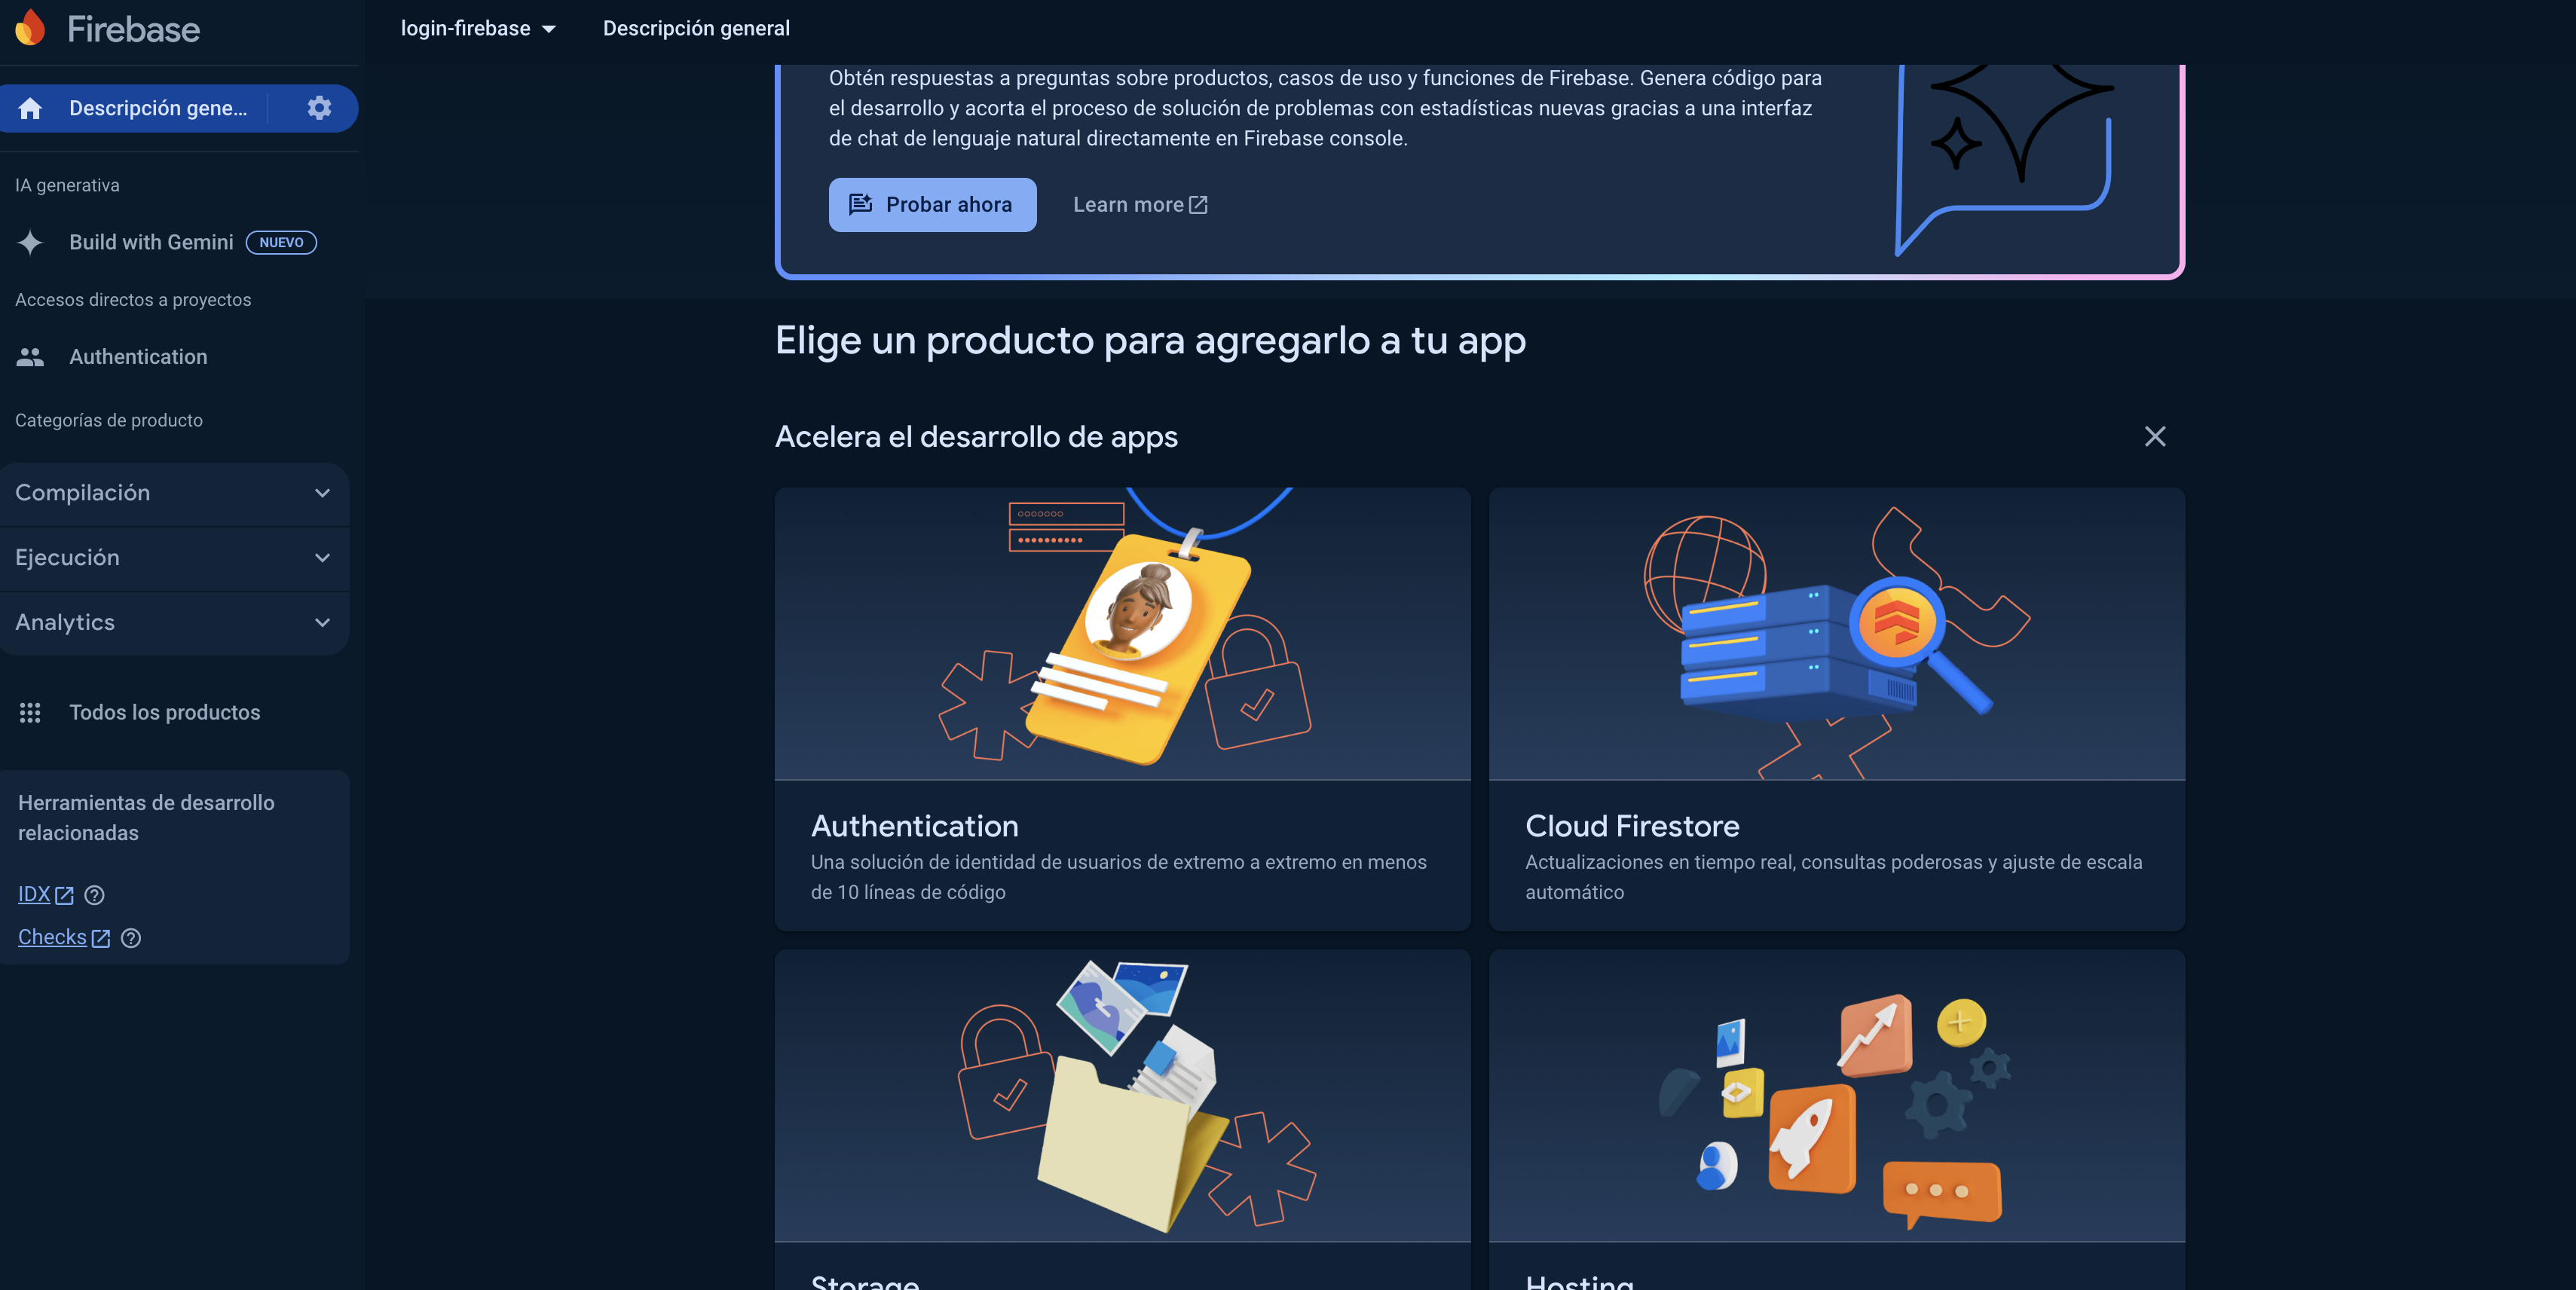 Firebase
login-firebase
Descripción general
Descripción gene...
IA generativa
Build with Gemini NUEVO
Accesos directos a proyectos
Authentication
Categorías de producto
Compilación
Ejecución
Analytics
Todos los productos
Herramientas de desarrollo
relacionadas
IDX
Checks
Obtén respuestas a preguntas sobre productos, casos de uso y funciones de Firebase. Genera código para
el desarrollo y acorta el proceso de solución de problemas con estadísticas nuevas gracias a una interfaz
de chat de lenguaje natural directamente en Firebase console.
Probar ahora
Learn more
Elige un producto para agregarlo a tu app
Acelera el desarrollo de apps
Authentication
Una solución de identidad de usuarios de extremo a extremo en menos
de 10 líneas de código
Cloud Firestore
Actualizaciones en tiempo real, consultas poderosas y ajuste de escala
automático
Storage
Hosting